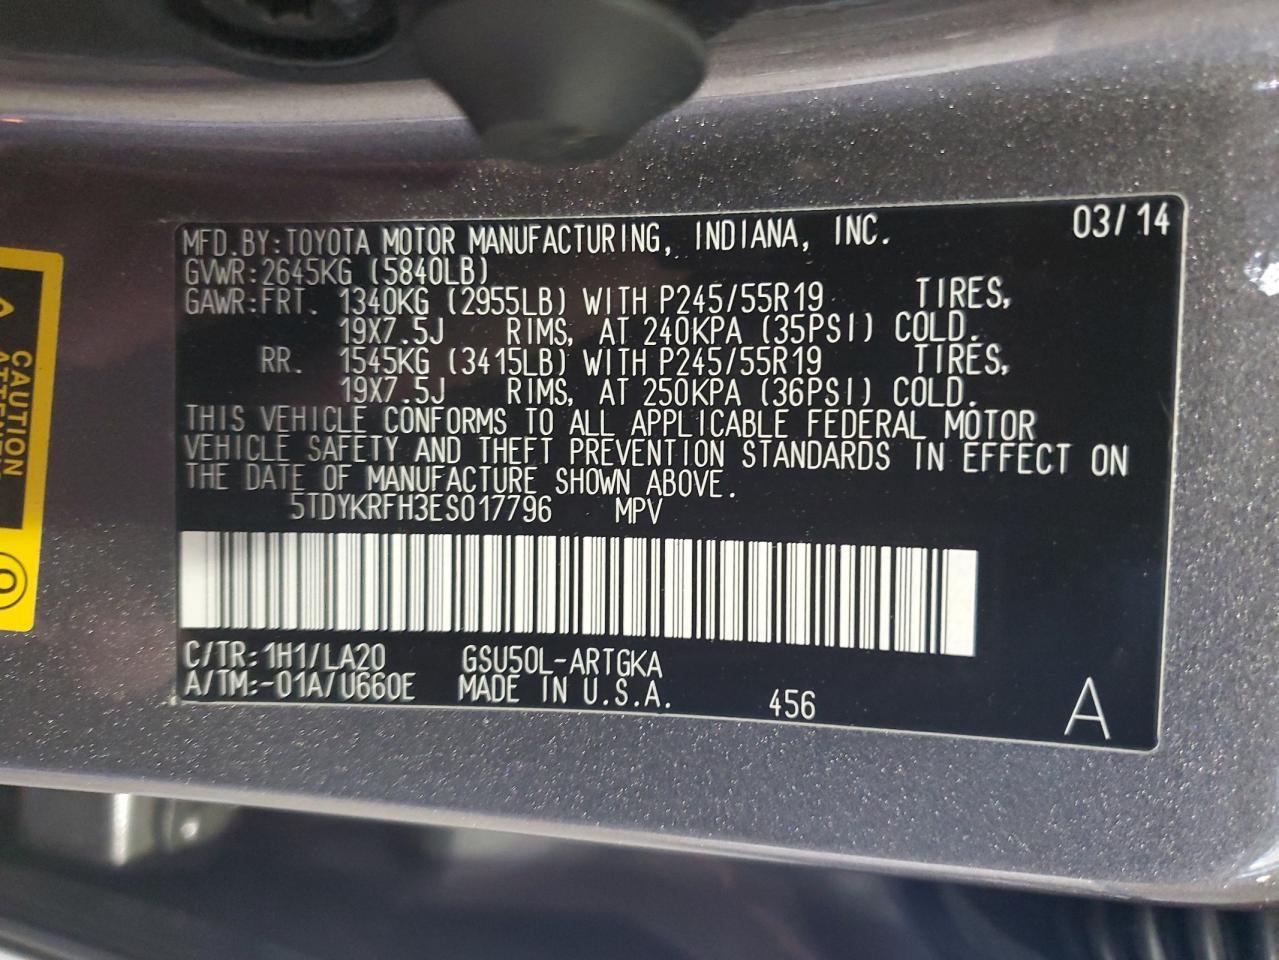 MFD.BY:TOYOTA MOTOR MANUFACTURING, INDIANA, INC. 03/14
GVWR:2645KG (5840LB)
GAWR:FRT. 1340KG (2955LB) WITH P245/55R19 TIRES,
19X7.5J RIMS, AT 240KPA (35PSI) COLD.
RR. 1545KG (3415LB) WITH P245/55R19 TIRES,
19X7.5J RIMS, AT 250KPA (36PSI) COLD.
THIS VEHICLE CONFORMS TO ALL APPLICABLE FEDERAL MOTOR
VEHICLE SAFETY AND THEFT PREVENTION STANDARDS IN EFFECT ON
THE DATE OF MANUFACTURE SHOWN ABOVE.
5TDYKRFH3ES017796 MPV
C/TR:1H1/LA20 GSU50L-ARTGKA
A/TM:-01A/U660E MADE IN U.S.A. 456 A
CAUTION